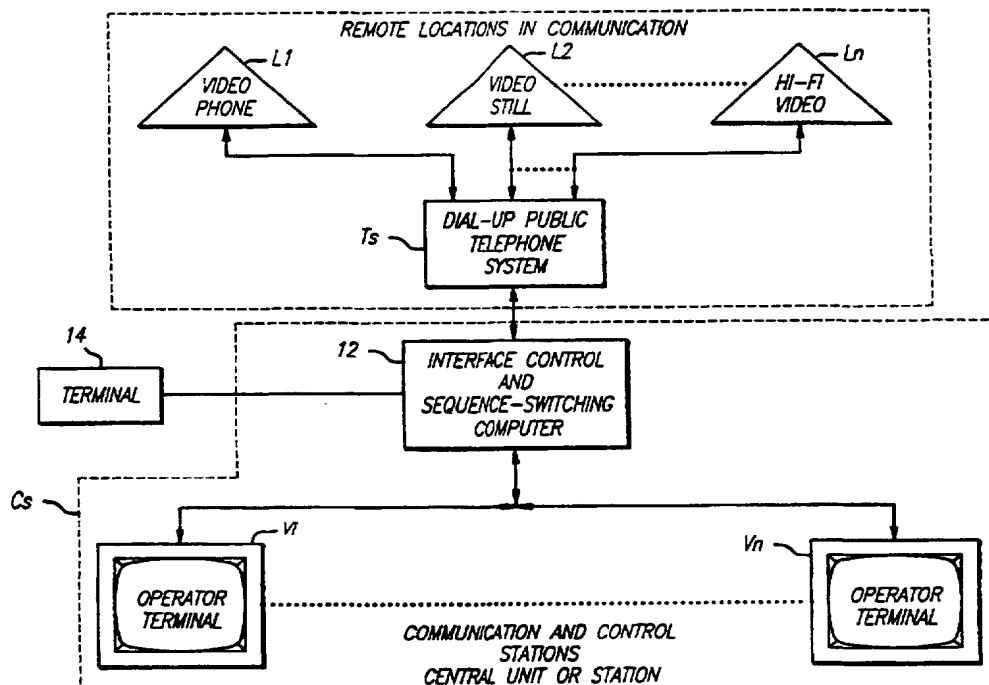 REMOTE LOCATIONS IN COMMUNICATION
L1
L2
Ln
VIDEO
PHONE
VIDEO
STILL
HI-FI
VIDEO
Ts
DIAL-UP PUBLIC
TELEPHONE
SYSTEM
14
12
TERMINAL
INTERFACE CONTROL
AND
SEQUENCE-SWITCHING
COMPUTER
Cs
V1
Vn
OPERATOR
TERMINAL
OPERATOR
TERMINAL
COMMUNICATION AND CONTROL
STATIONS
CENTRAL UNIT OR STATION